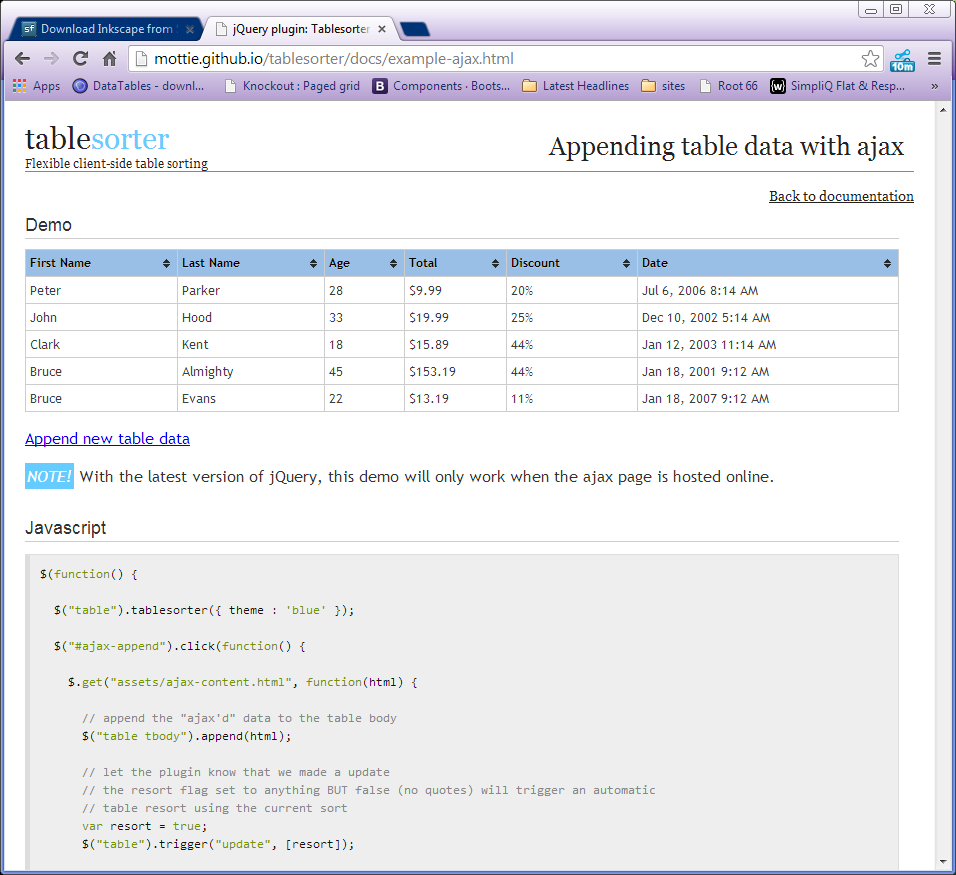 Download Inkscape from
jQuery plugin: Tablesorter
mottie.github.io/tablesorter/docs/example-ajax.html
10m
Apps
DataTables - downl...
Knockout : Paged grid
B Components · Boots...
Latest Headlines
sites
Root 66
SimpliQ Flat & Resp...
»
tablesorter
Flexible client-side table sorting
Appending table data with ajax
Back to documentation
Demo
First Name Last Name Age Total Discount Date
Peter Parker 28 $9.99 20% Jul 6, 2006 8:14 AM
John Hood 33 $19.99 25% Dec 10, 2002 5:14 AM
Clark Kent 18 $15.89 44% Jan 12, 2003 11:14 AM
Bruce Almighty 45 $153.19 44% Jan 18, 2001 9:12 AM
Bruce Evans 22 $13.19 11% Jan 18, 2007 9:12 AM
Append new table data
NOTE! With the latest version of jQuery, this demo will only work when the ajax page is hosted online.
Javascript
$(function() {
$("table").tablesorter({ theme : 'blue' });
$("#ajax-append").click(function() {
$.get("assets/ajax-content.html", function(html) {
// append the "ajax'd" data to the table body
$("table tbody").append(html);
// let the plugin know that we made a update
// the resort flag set to anything BUT false (no quotes) will trigger an automatic
// table resort using the current sort
var resort = true;
$("table").trigger("update", [resort]);